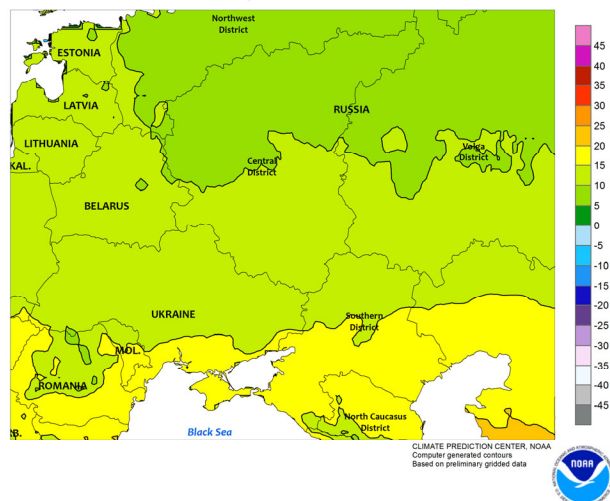 Northwest
District
ESTONIA
LATVIA
RUSSIA
LITHUANIA
KAL.
Central
District
Volga
District
BELARUS
UKRAINE
Southern
District
MOL.
ROMANIA
North Caucasus
District
B.
Black Sea
45
40
35
30
25
20
15
10
5
0
-5
-10
-15
-20
-25
-30
-35
-40
-45
CLIMATE PREDICTION CENTER, NOAA
Computer generated contours
Based on preliminary gridded data
NOAA